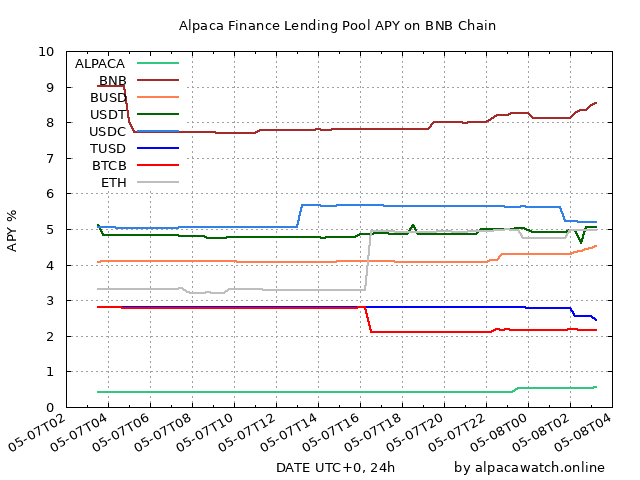 Alpaca Finance Lending Pool APY on BNB Chain
APY %
10
9
8
7
6
5
4
3
2
1
0
ALPACA
BNB
BUSD
USDT
USDC
TUSD
BTCB
ETH
05-07T02
05-07T04
05-07T06
05-07T08
05-07T10
05-07T12
05-07T14
05-07T16
05-07T18
05-07T20
05-07T22
05-08T00
05-08T02
05-08T04
DATE UTC+0, 24h
by alpacawatch.online